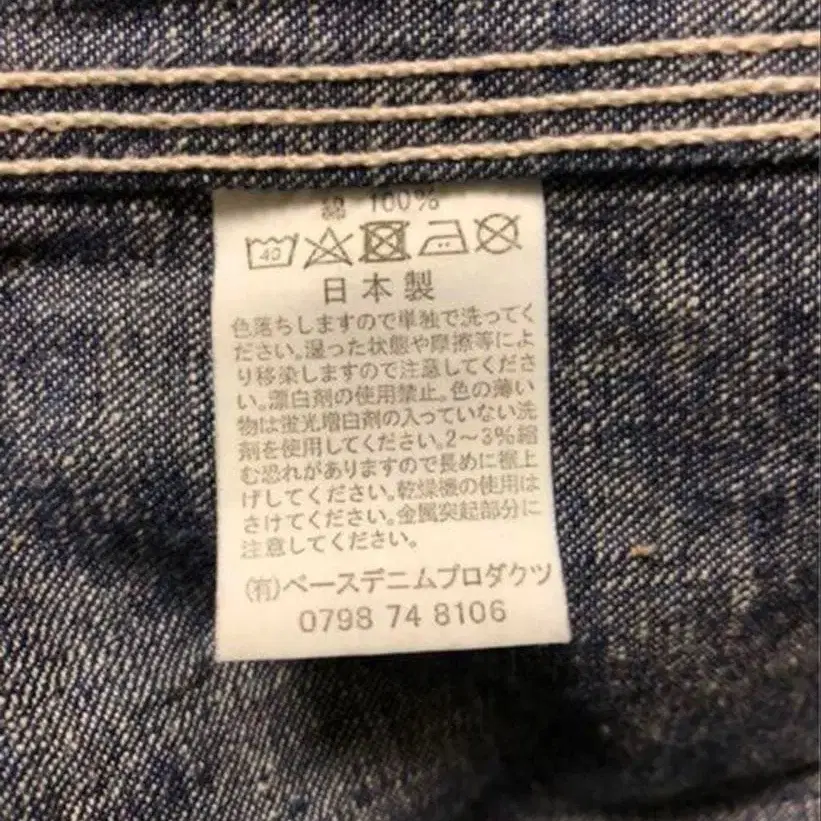 綿 100%
40
日本製
色落ちしますので単独で洗ってく
ださい。湿った状態や摩擦等によ
り移染しますので注意してくださ
い。漂白剤の使用禁止。色の薄い
物は蛍光増白剤の入っていない洗
剤を使用してください。2〜3%縮
む恐れがありますので長めに裾上
げしてください。乾燥機の使用は
さけてください。金属突起部分に
注意してください。
(有)ベースデニムプロダクツ
0798 74 8106